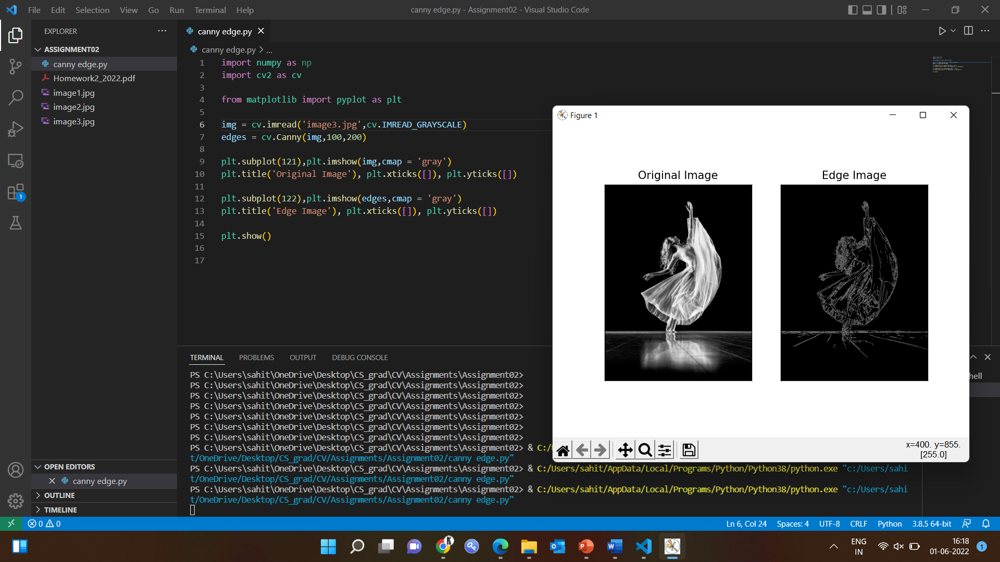 File Edit Selection View Go Run Terminal Help
canny edge.py - Assignment02 - Visual Studio Code
EXPLORER
ASSIGNMENT02
canny edge.py
Homework2_2022.pdf
image1.jpg
image2.jpg
image3.jpg
1
OPEN EDITORS
canny edge.py
OUTLINE
TIMELINE
canny edge.py
canny edge.py > ...
1 import numpy as np
2 import cv2 as cv
3
4 from matplotlib import pyplot as plt
5
6 img = cv.imread('image3.jpg',cv.IMREAD_GRAYSCALE)
7 edges = cv.Canny(img,100,200)
8
9 plt.subplot(121),plt.imshow(img,cmap = 'gray')
10 plt.title('Original Image'), plt.xticks([]), plt.yticks([])
11
12 plt.subplot(122),plt.imshow(edges,cmap = 'gray')
13 plt.title('Edge Image'), plt.xticks([]), plt.yticks([])
14
15 plt.show()
16
17
Figure 1
Original Image
Edge Image
x=400. y=855.
[255.0]
TERMINAL PROBLEMS OUTPUT DEBUG CONSOLE
hell
PS C:\Users\sahit\OneDrive\Desktop\CS_grad\CV\Assignments\Assignment02>
PS C:\Users\sahit\OneDrive\Desktop\CS_grad\CV\Assignments\Assignment02>
PS C:\Users\sahit\OneDrive\Desktop\CS_grad\CV\Assignments\Assignment02>
PS C:\Users\sahit\OneDrive\Desktop\CS_grad\CV\Assignments\Assignment02>
PS C:\Users\sahit\OneDrive\Desktop\CS_grad\CV\Assignments\Assignment02>
PS C:\Users\sahit\OneDrive\Desktop\CS_grad\CV\Assignments\Assignment02>
PS C:\Users\sahit\OneDrive\Desktop\CS_grad\CV\Assignments\Assignment02>
PS C:\Users\sahit\OneDrive\Desktop\CS_grad\CV\Assignments\Assignment02> & C:/
t/OneDrive/Desktop/CS_grad/CV/Assignments/Assignment02/canny edge.py"
PS C:\Users\sahit\OneDrive\Desktop\CS_grad\CV\Assignments\Assignment02> & C:/Users/sahit/AppData/Local/Programs/Python/Python38/python.exe "c:/Users/sahi
t/OneDrive/Desktop/CS_grad/CV/Assignments/Assignment02/canny edge.py"
PS C:\Users\sahit\OneDrive\Desktop\CS_grad\CV\Assignments\Assignment02> & C:/Users/sahit/AppData/Local/Programs/Python/Python38/python.exe "c:/Users/sahi
t/OneDrive/Desktop/CS_grad/CV/Assignments/Assignment02/canny edge.py"
0 0 Ln 6, Col 24 Spaces: 4 UTF-8 CRLF Python 3.8.5 64-bit
ENG
IN
16:18
01-06-2022
1